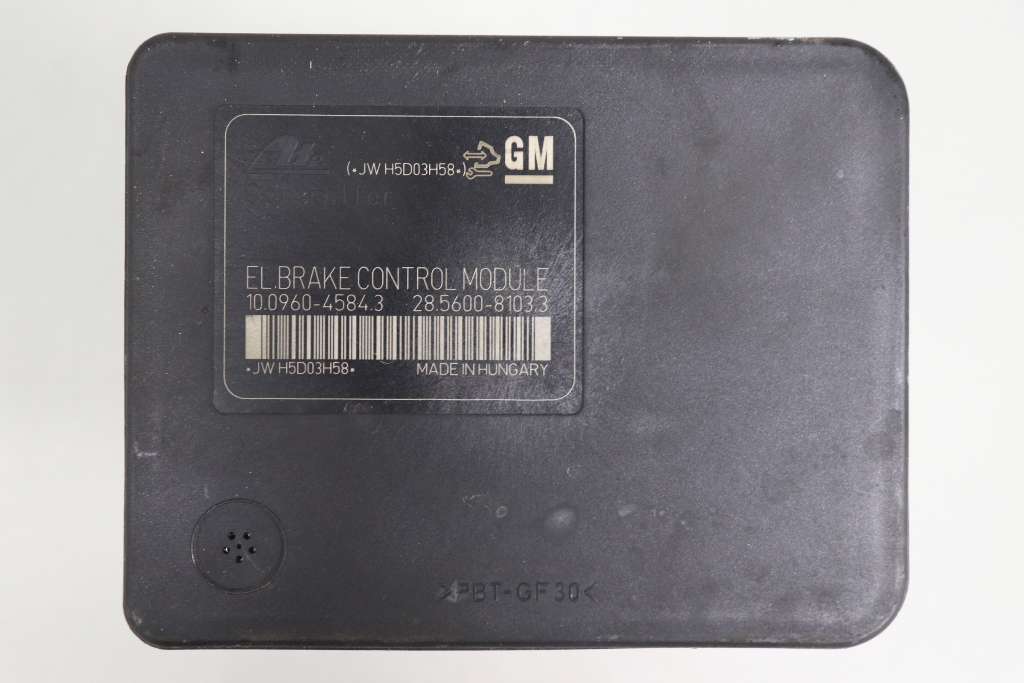 (•JW H5D03H58•) GM
EL.BRAKE CONTROL MODULE
10.0960-4584.3 28.5600-8103.3
•JW H5D03H58• MADE IN HUNGARY
>PBT-GF30<